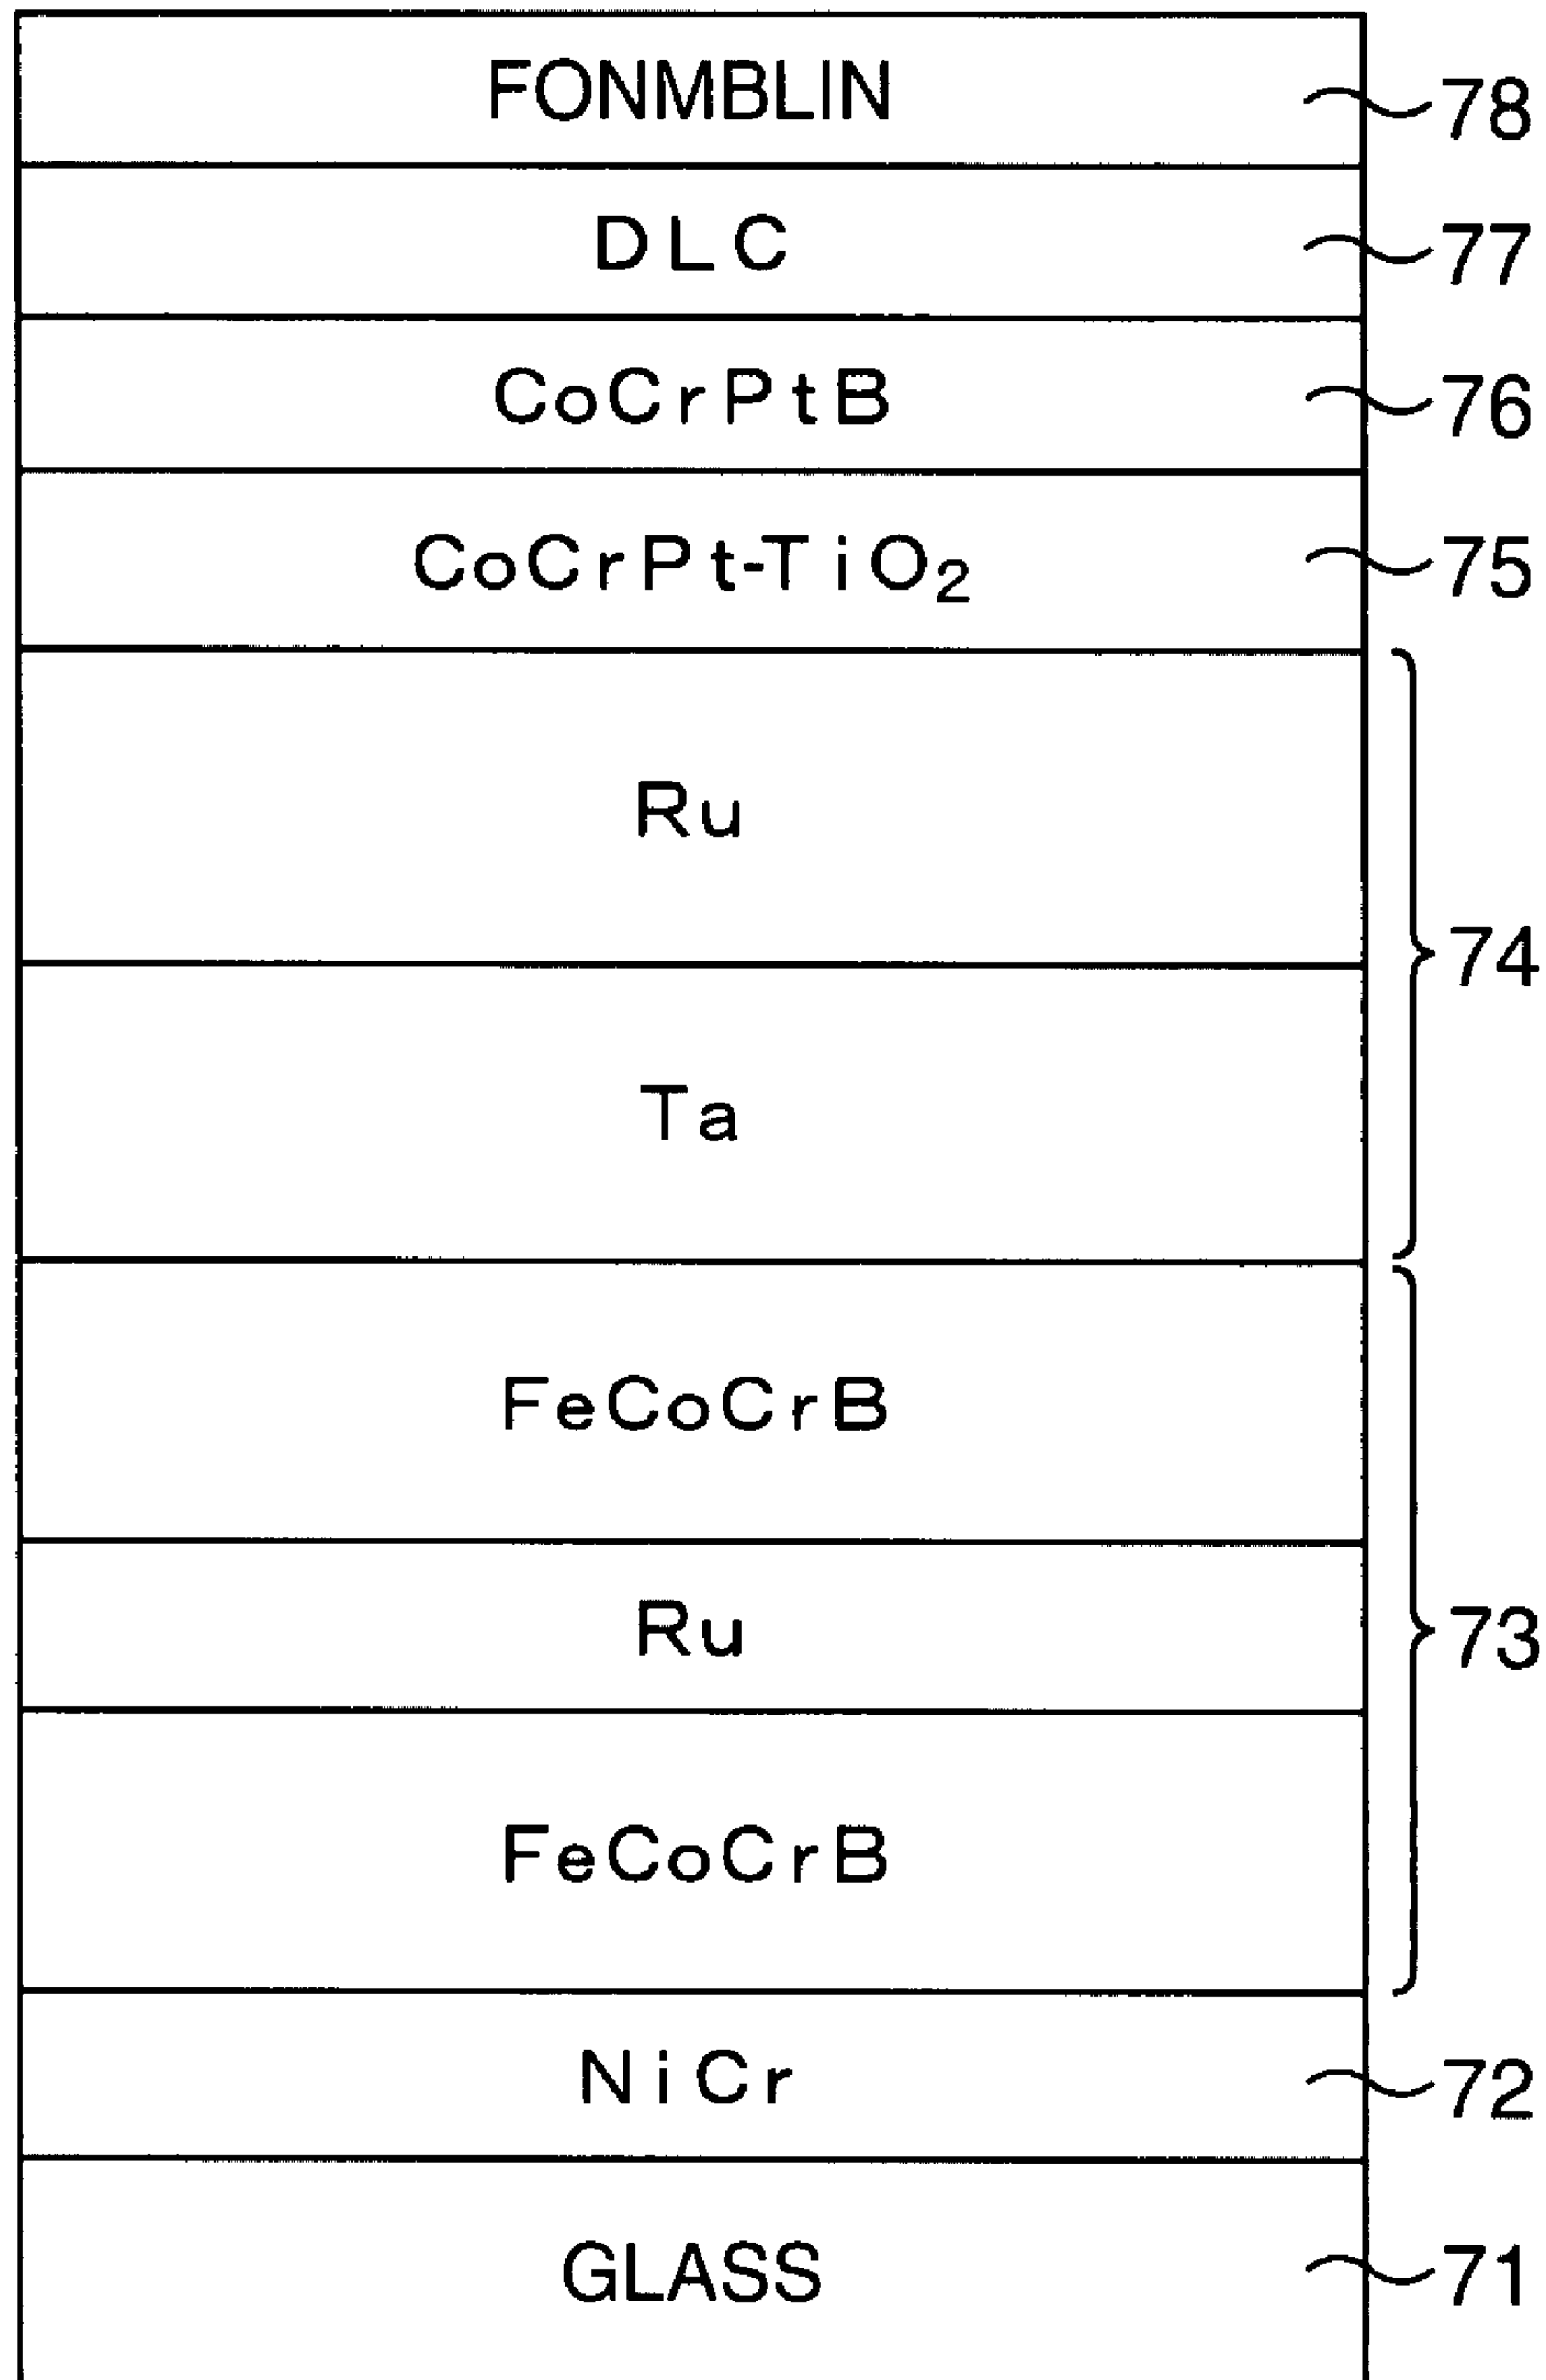 FONMBLIN 78
DLC 77
CoCrPtB 76
CoCrPt-TiO₂ 75
Ru
74
Ta
FeCoCrB
Ru 73
FeCoCrB
NiCr 72
GLASS 71